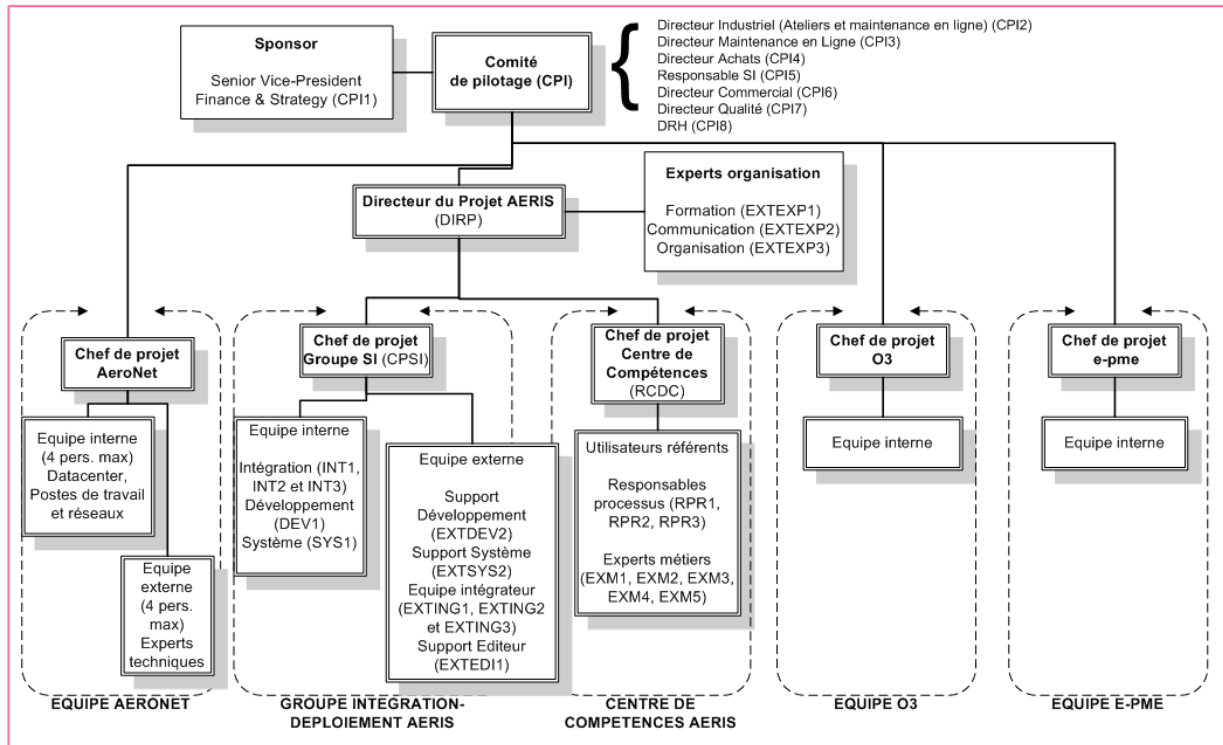 Sponsor
Senior Vice-President
Finance & Strategy (CPI1)
Comité
de pilotage (CPI)
Directeur Industriel (Ateliers et maintenance en ligne) (CPI2)
Directeur Maintenance en Ligne (CPI3)
Directeur Achats (CPI4)
Responsable SI (CPI5)
Directeur Commercial (CPI6)
Directeur Qualité (CPI7)
DRH (CPI8)
Directeur du Projet AERIS
(DIRP)
Experts organisation
Formation (EXTEXP1)
Communication (EXTEXP2)
Organisation (EXTEXP3)
Chef de projet
AeroNet
Equipe interne
(4 pers. max)
Datacenter,
Postes de travail
et réseaux
Equipe
externe
(4 pers.
max)
Experts
techniques
EQUIPE AERONET
Chef de projet
Groupe SI (CPSI)
Equipe interne
Intégration (INT1,
INT2 et INT3)
Développement
(DEV1)
Système (SYS1)
Equipe externe
Support
Développement
(EXTDEV2)
Support Système
(EXTSYS2)
Equipe intégrateur
(EXTING1, EXTING2
et EXTING3)
Support Editeur
(EXTEDI1)
GROUPE INTEGRATION-
DEPLOIEMENT AERIS
Chef de projet
Centre de
Compétences
(RCDC)
Utilisateurs référents
Responsables
processus (RPR1,
RPR2, RPR3)
Experts métiers
(EXM1, EXM2, EXM3,
EXM4, EXM5)
CENTRE DE
COMPETENCES AERIS
Chef de projet
O3
Equipe interne
EQUIPE O3
Chef de projet
e-pme
Equipe interne
EQUIPE E-PME